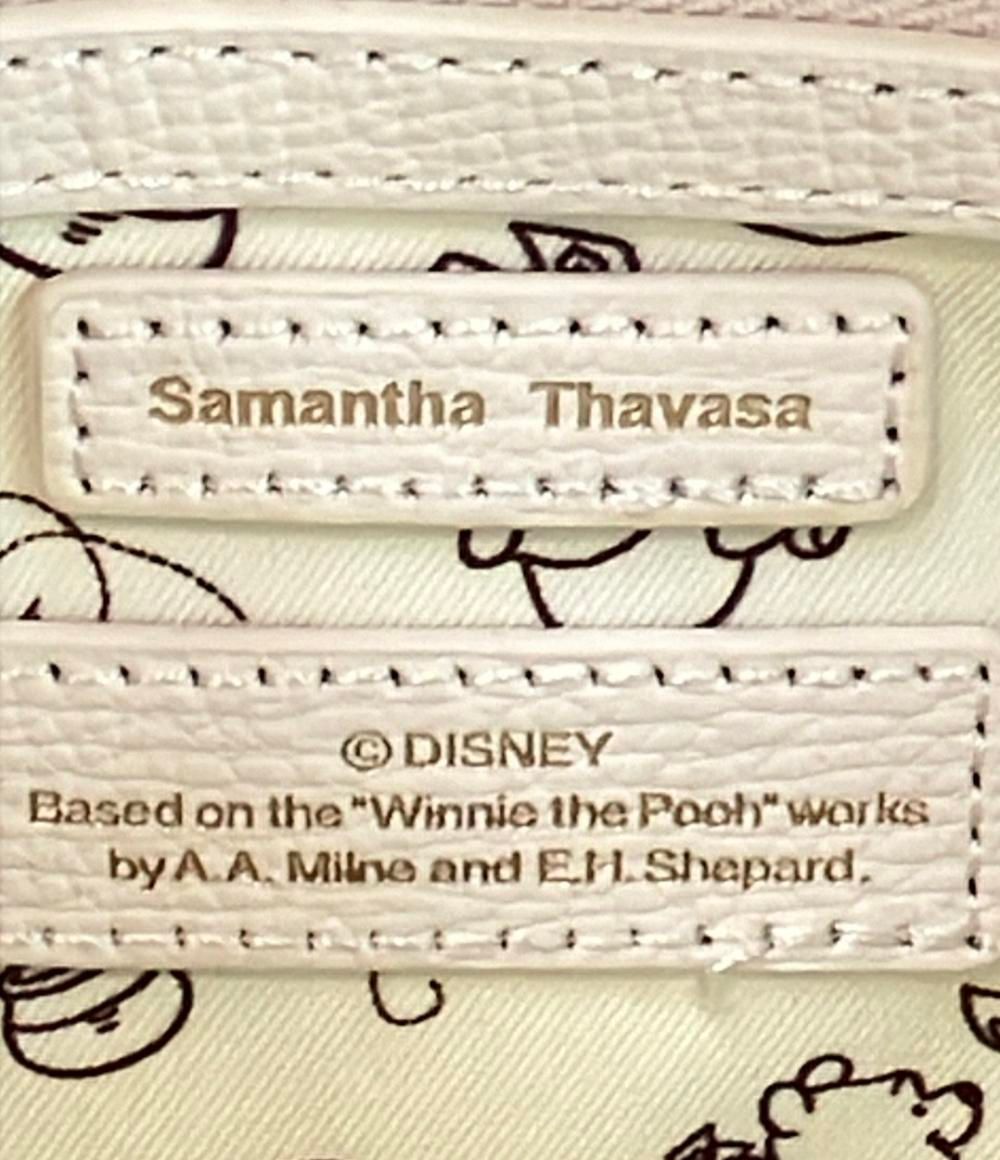 Samantha Thavasa
© DISNEY
Based on the "Winnie the Pooh" works
by A.A. Milne and E.H. Shepard.